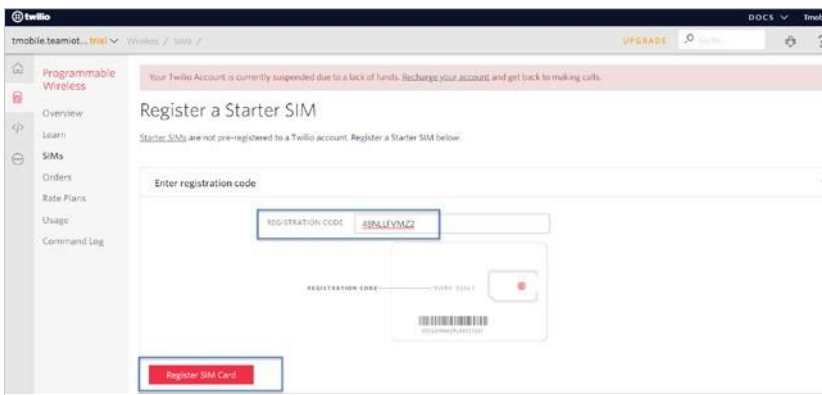 twilio
DOCS
tmobile.teamiot... trial
Wireless / SIMs /
UPGRADE
Programmable
Wireless
Your Twilio Account is currently suspended due to a lack of funds. Recharge your account and get back to making calls.
Overview
Register a Starter SIM
Learn
Starter SIMs are not pre-registered to a Twilio account. Register a Starter SIM below.
SIMs
Orders
Enter registration code
Rate Plans
Usage
REGISTRATION CODE
Command Log
REGISTRATION CODE
Register SIM Card